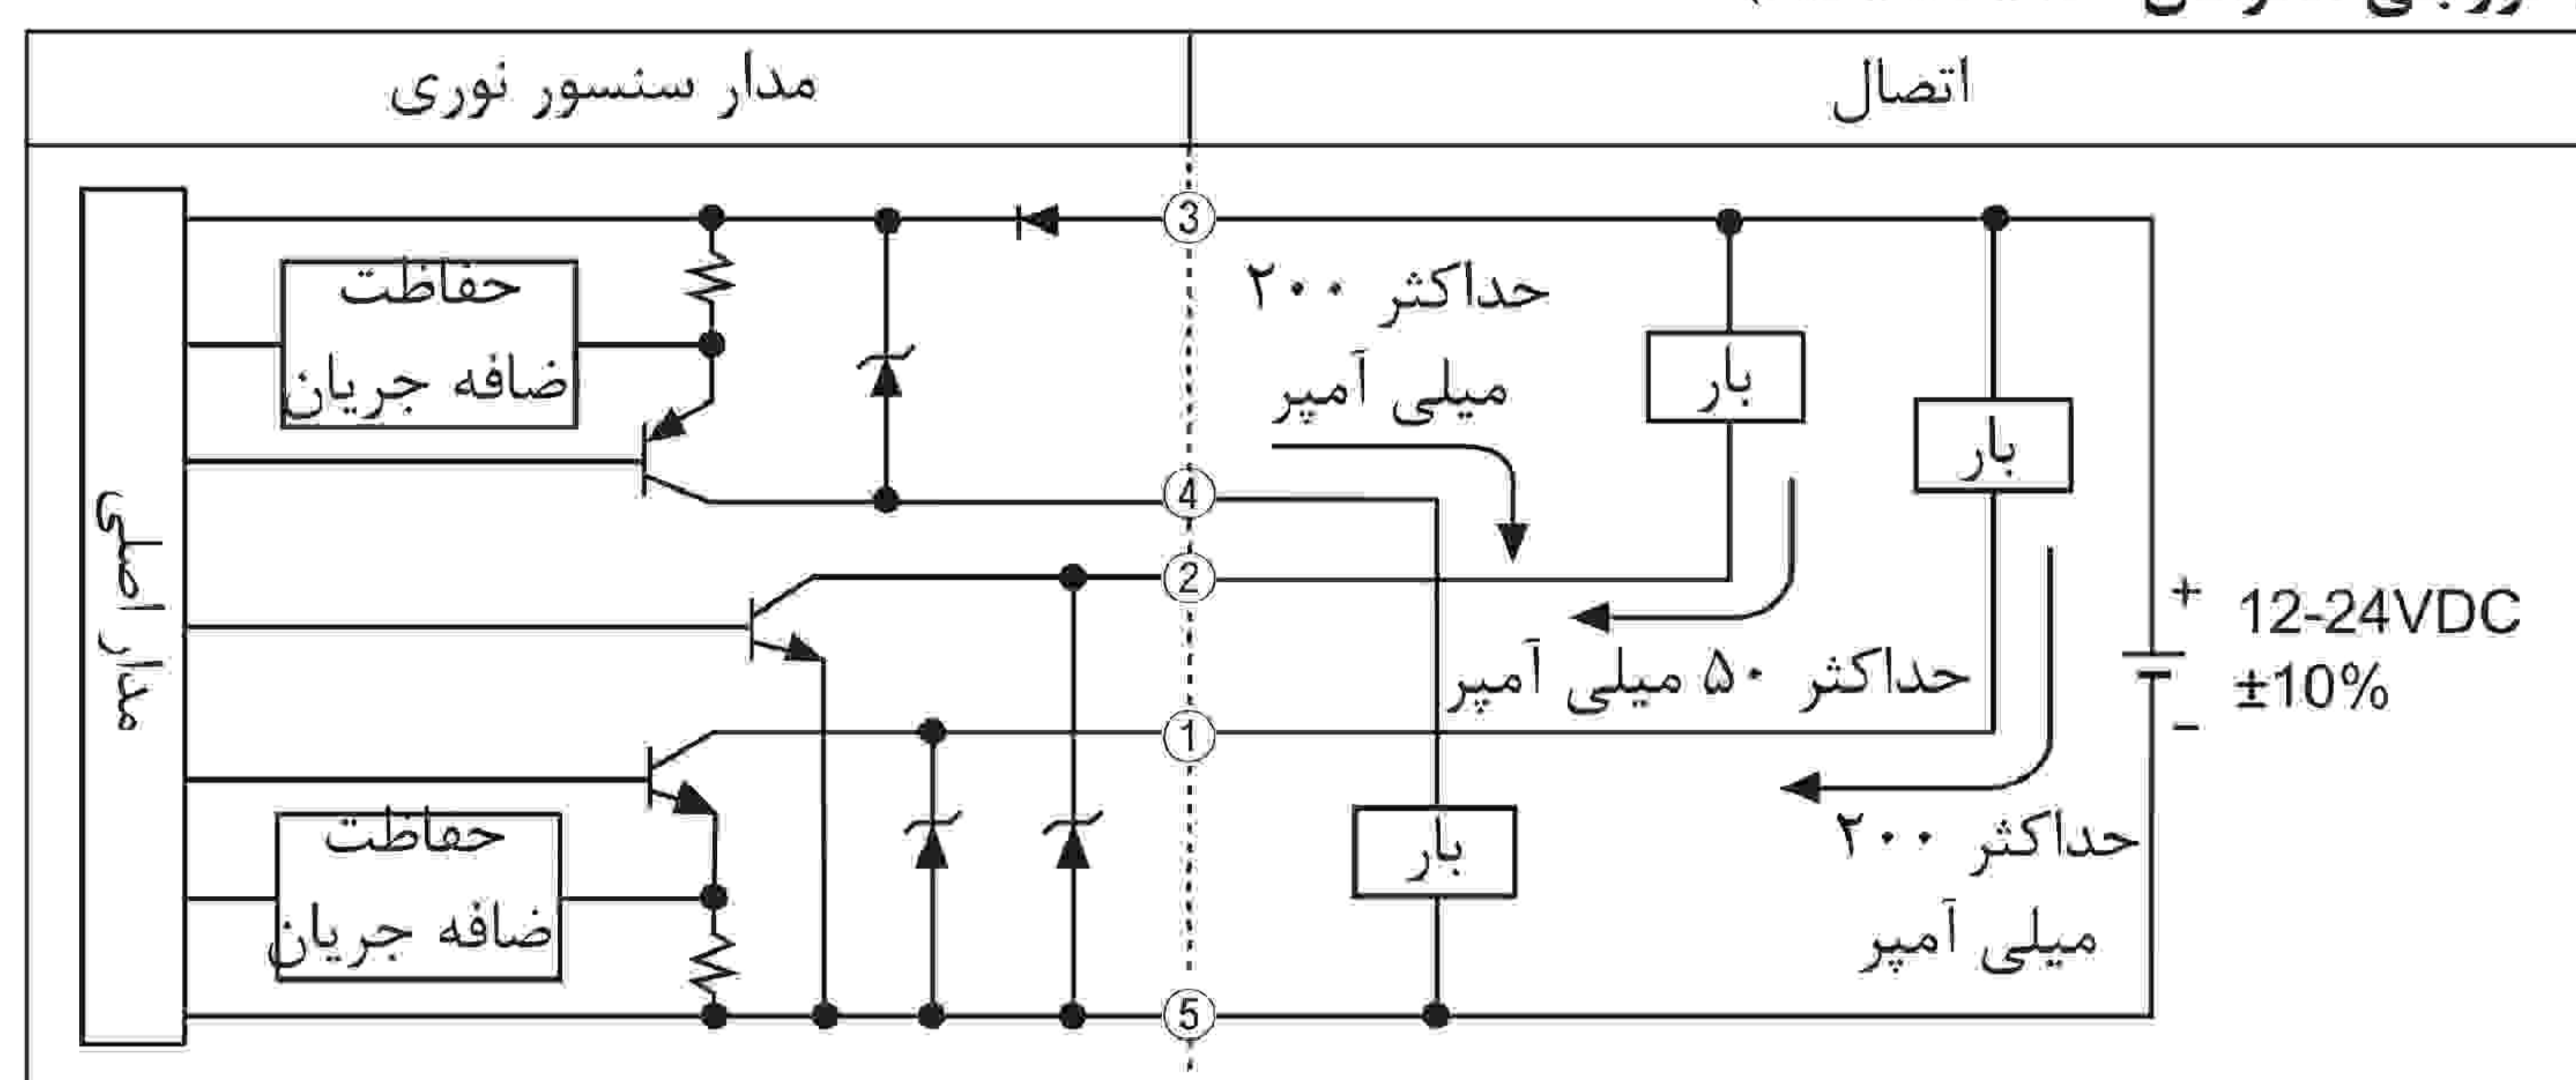 مدار سنسور نوری
اتصال
حفاظت
ضافه جریان
مدار اصلی
حفاظت
ضافه جریان
3
4
2
1
5
حداکثر ۲۰۰
میلی آمپر
بار
بار
حداکثر ۵۰ میلی آمپر
بار
حداکثر ۲۰۰
میلی آمپر
+
12-24VDC
±10%
−